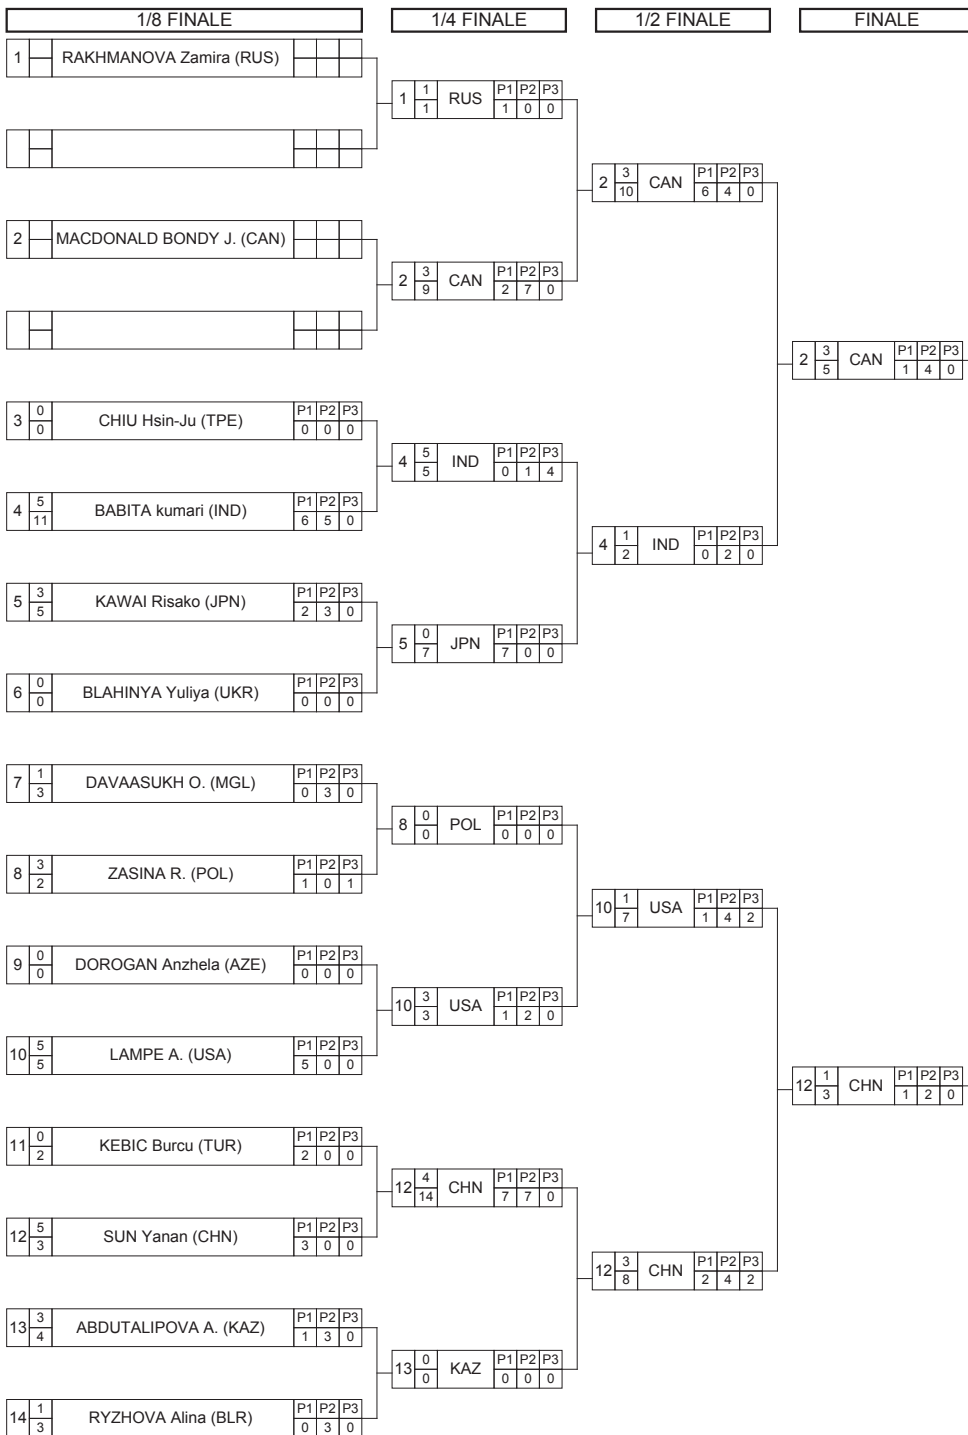 1/8 FINALE
1/4 FINALE
1/2 FINALE
FINALE
1 RAKHMANOVA Zamira (RUS)
1 1 RUS P1 P2 P3
1 1 0 0
2 3 CAN P1 P2 P3
10 6 4 0
2 MACDONALD BONDY J. (CAN)
2 3 CAN P1 P2 P3
9 2 7 0
2 3 CAN P1 P2 P3
5 1 4 0
3 0 CHIU Hsin-Ju (TPE) P1 P2 P3
0 0 0 0
4 5 IND P1 P2 P3
5 0 1 4
4 5 BABITA kumari (IND) P1 P2 P3
11 6 5 0
4 1 IND P1 P2 P3
2 0 2 0
5 3 KAWAI Risako (JPN) P1 P2 P3
5 2 3 0
5 0 JPN P1 P2 P3
7 7 0 0
6 0 BLAHINYA Yuliya (UKR) P1 P2 P3
0 0 0 0
7 1 DAVAASUKH O. (MGL) P1 P2 P3
3 0 3 0
8 0 POL P1 P2 P3
0 0 0 0
8 3 ZASINA R. (POL) P1 P2 P3
2 1 0 1
10 1 USA P1 P2 P3
7 1 4 2
9 0 DOROGAN Anzhela (AZE) P1 P2 P3
0 0 0 0
10 3 USA P1 P2 P3
3 1 2 0
10 5 LAMPE A. (USA) P1 P2 P3
5 5 0 0
12 1 CHN P1 P2 P3
3 1 2 0
11 0 KEBIC Burcu (TUR) P1 P2 P3
2 2 0 0
12 4 CHN P1 P2 P3
14 7 7 0
12 5 SUN Yanan (CHN) P1 P2 P3
3 3 0 0
12 3 CHN P1 P2 P3
8 2 4 2
13 3 ABDUTALIPOVA A. (KAZ) P1 P2 P3
4 1 3 0
13 0 KAZ P1 P2 P3
0 0 0 0
14 1 RYZHOVA Alina (BLR) P1 P2 P3
3 0 3 0